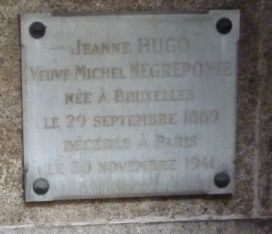 JEANNE HUGO
VEUVE MICHEL NEGREPONTE
NÉE À BRUXELLES
LE 29 SEPTEMBRE 1869
DÉCÉDÉE À PARIS
LE 30 NOVEMBRE 1941